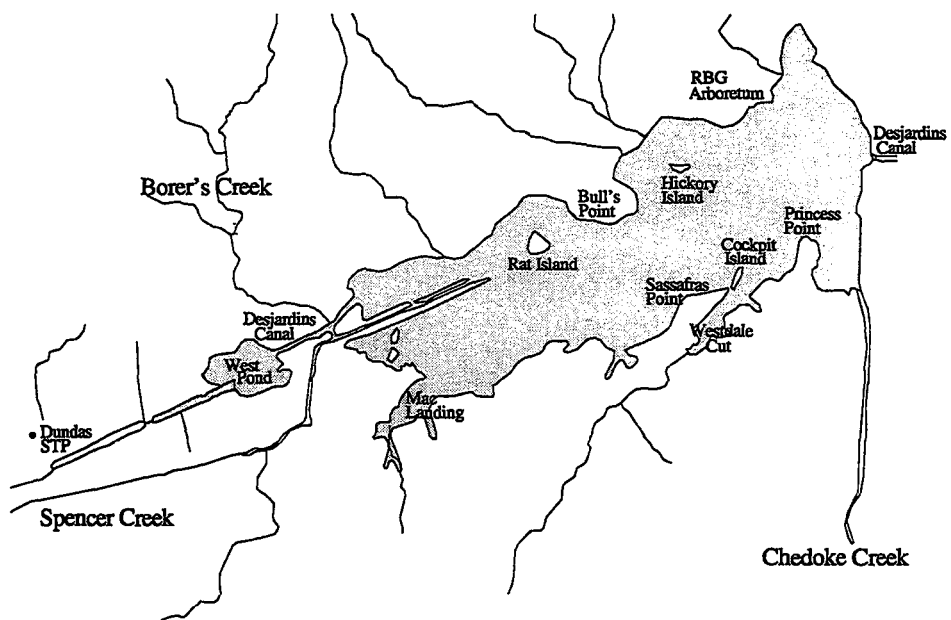 RBG
Arboretum
Desjardins
Canal
Borer's Creek
Hickory
Island
Bull's
Point
Princess
Point
Cockpit
Island
Rat Island
Sassafras
Point
Desjardins
Canal
Westdale
Cut
West
Pond
Mac
Landing
Dundas
STP
Spencer Creek
Chedoke Creek